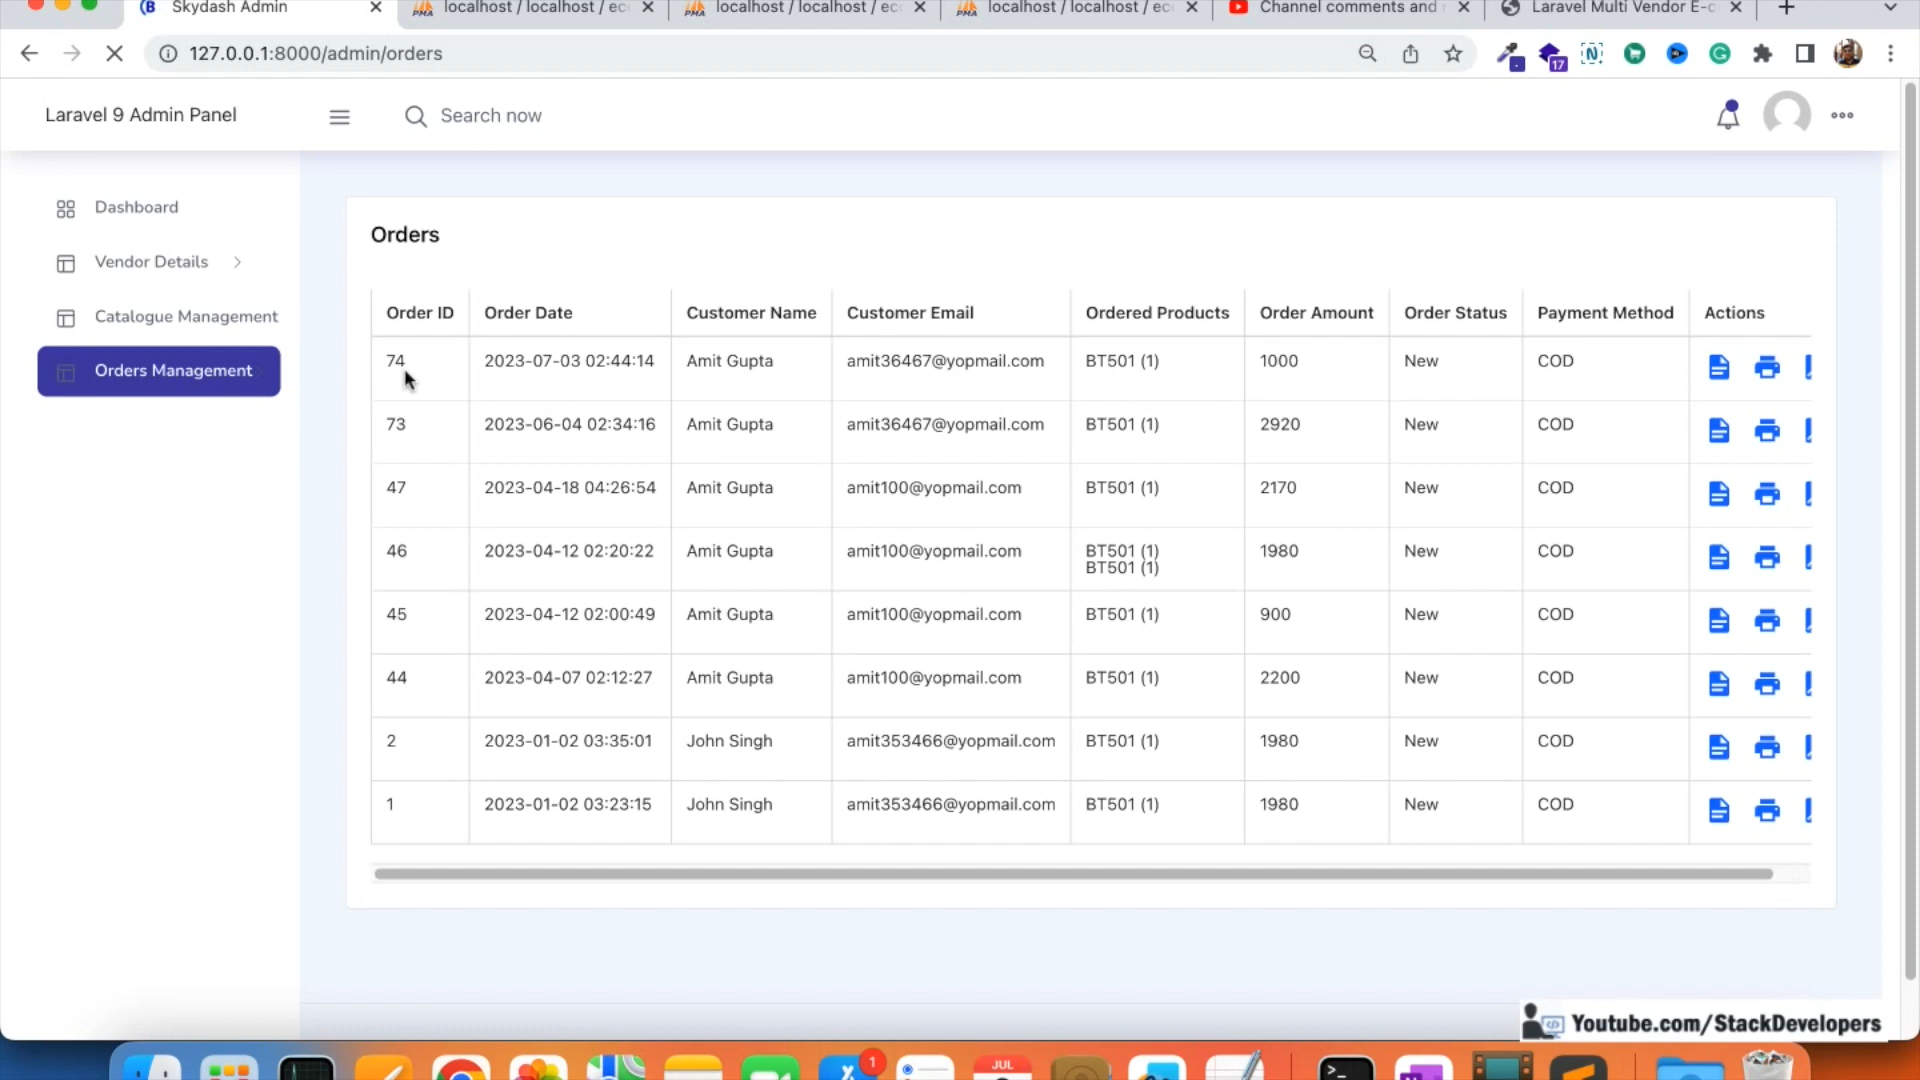 Skydash Admin
localhost / localhost / ec
localhost / localhost / ec
localhost / localhost / ec
Channel comments and
Laravel Multi Vendor E-c
127.0.0.1:8000/admin/orders
17
Laravel 9 Admin Panel
Search now
Dashboard
Vendor Details
Catalogue Management
Orders Management
Orders
Order ID Order Date Customer Name Customer Email Ordered Products Order Amount Order Status Payment Method Actions
74 2023-07-03 02:44:14 Amit Gupta amit36467@yopmail.com BT501 (1) 1000 New COD
73 2023-06-04 02:34:16 Amit Gupta amit36467@yopmail.com BT501 (1) 2920 New COD
47 2023-04-18 04:26:54 Amit Gupta amit100@yopmail.com BT501 (1) 2170 New COD
46 2023-04-12 02:20:22 Amit Gupta amit100@yopmail.com BT501 (1) 1980 New COD
BT501 (1)
45 2023-04-12 02:00:49 Amit Gupta amit100@yopmail.com BT501 (1) 900 New COD
44 2023-04-07 02:12:27 Amit Gupta amit100@yopmail.com BT501 (1) 2200 New COD
2 2023-01-02 03:35:01 John Singh amit353466@yopmail.com BT501 (1) 1980 New COD
1 2023-01-02 03:23:15 John Singh amit353466@yopmail.com BT501 (1) 1980 New COD
Youtube.com/StackDevelopers
1
JUL